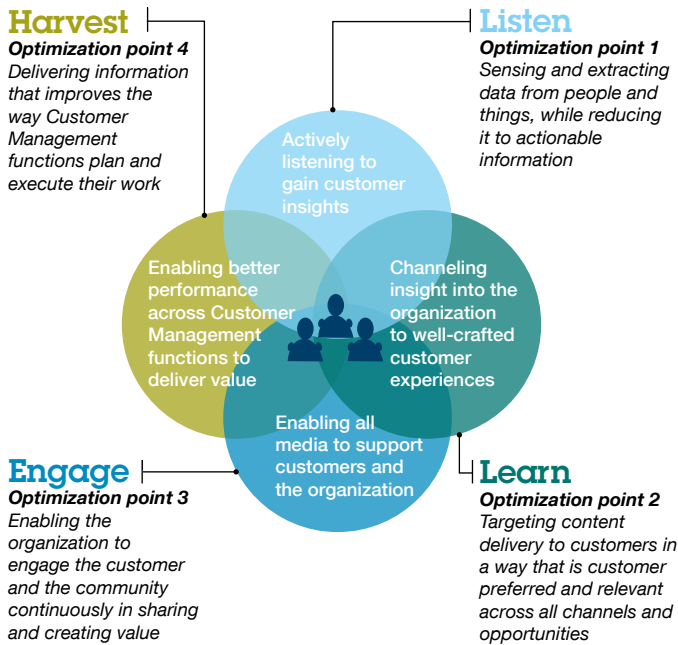 Harvest
Optimization point 4
Delivering information
that improves the
way Customer
Management
functions plan and
execute their work
Listen
Optimization point 1
Sensing and extracting
data from people and
things, while reducing
it to actionable
information
Actively
listening to
gain customer
insights
Enabling better
performance
across Customer
Management
functions to
deliver value
Channeling
insight into the
organization
to well-crafted
customer
experiences
Enabling all
media to support
customers and
the organization
Engage
Optimization point 3
Enabling the
organization to
engage the customer
and the community
continuously in sharing
and creating value
Learn
Optimization point 2
Targeting content
delivery to customers in
a way that is customer
preferred and relevant
across all channels and
opportunities